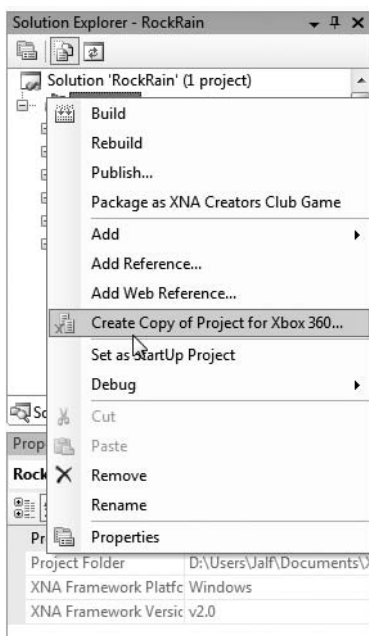 Solution Explorer - RockRain
Solution 'RockRain' (1 project)
Build
Rebuild
Publish...
Package as XNA Creators Club Game
Add
Add Reference...
Add Web Reference...
Create Copy of Project for Xbox 360...
Set as StartUp Project
Debug
Cut
Paste
Remove
Rename
Properties
Project Folder D:\Users\Jalf\Documents\
XNA Framework Platfc Windows
XNA Framework Versic v2.0